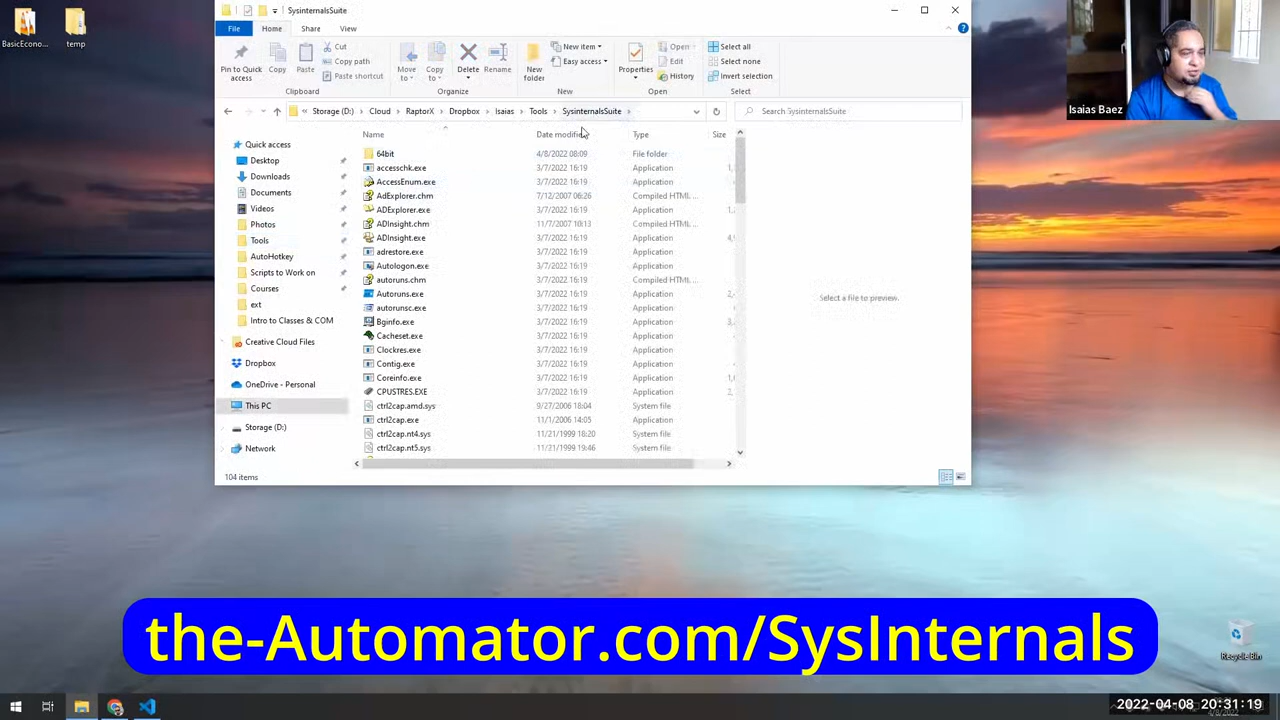 SysinternalsSuite
BasicEcono...
temp
File Home Share View
Pin to Quick access
Copy
Paste
Cut
Copy path
Paste shortcut
Clipboard
Move to
Copy to
Delete
Rename
Organize
New folder
New item
Easy access
New
Properties
Open
Edit
History
Open
Select all
Select none
Invert selection
Select
Storage (D:) Cloud RaptorX Dropbox Isaias Tools SysinternalsSuite
Search SysinternalsSuite
Isaias Baez
Quick access
Desktop
Downloads
Documents
Videos
Photos
Tools
AutoHotkey
Scripts to Work on
Courses
ext
Intro to Classes & COM
Creative Cloud Files
Dropbox
OneDrive - Personal
This PC
Storage (D:)
Network
Name Type Size
64bit 4/8/2022 08:09 File folder
accesschk.exe 3/7/2022 16:19 Application 1,
AccessEnum.exe 3/7/2022 16:19 Application
AdExplorer.chm 7/12/2007 06:26 Compiled HTML ...
ADExplorer.exe 3/7/2022 16:19 Application 1,
ADInsight.chm 11/7/2007 10:13 Compiled HTML ...
ADInsight.exe 3/7/2022 16:19 Application 4,
adrestore.exe 3/7/2022 16:19 Application
Autologon.exe 3/7/2022 16:19 Application
autoruns.chm 3/7/2022 16:19 Compiled HTML ...
Autoruns.exe 3/7/2022 16:19 Application 2,
autorunsc.exe 3/7/2022 16:19 Application
Bginfo.exe 3/7/2022 16:19 Application 3,
Cacheset.exe 3/7/2022 16:19 Application
Clockres.exe 3/7/2022 16:19 Application
Contig.exe 3/7/2022 16:19 Application
Coreinfo.exe 3/7/2022 16:19 Application
CPUSTRES.EXE 3/7/2022 16:19 Application 2,
ctrl2cap.amd.sys 9/27/2006 18:04 System file
ctrl2cap.exe 11/1/2006 14:05 Application
ctrl2cap.nt4.sys 11/21/1999 18:20 System file
ctrl2cap.nt5.sys 11/21/1999 19:46 System file
Select a file to preview.
104 items
the-Automator.com/SysInternals
Recycle Bin
2022-04-08 20:31:19